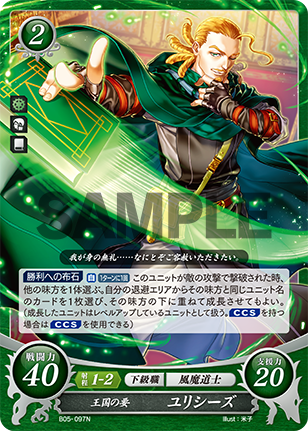 2
SAMPLE
我が身の無礼……なにとぞご容赦いただきたい。
勝利への布石 自 1ターンに1回 このユニットが敵の攻撃で撃破された時、
他の味方を1体選ぶ。自分の退避エリアからその味方と同じユニット名
のカードを1枚選び、その味方の下に重ねて成長させてもよい。
(成長したユニットはレベルアップしているユニットとして扱う。CCSを持つ
場合はCCSを使用できる)
戦闘力 40
射程 1-2 下級職 風魔道士
支援力 20
王国の要 ユリシーズ
B05-097N Illust:米子